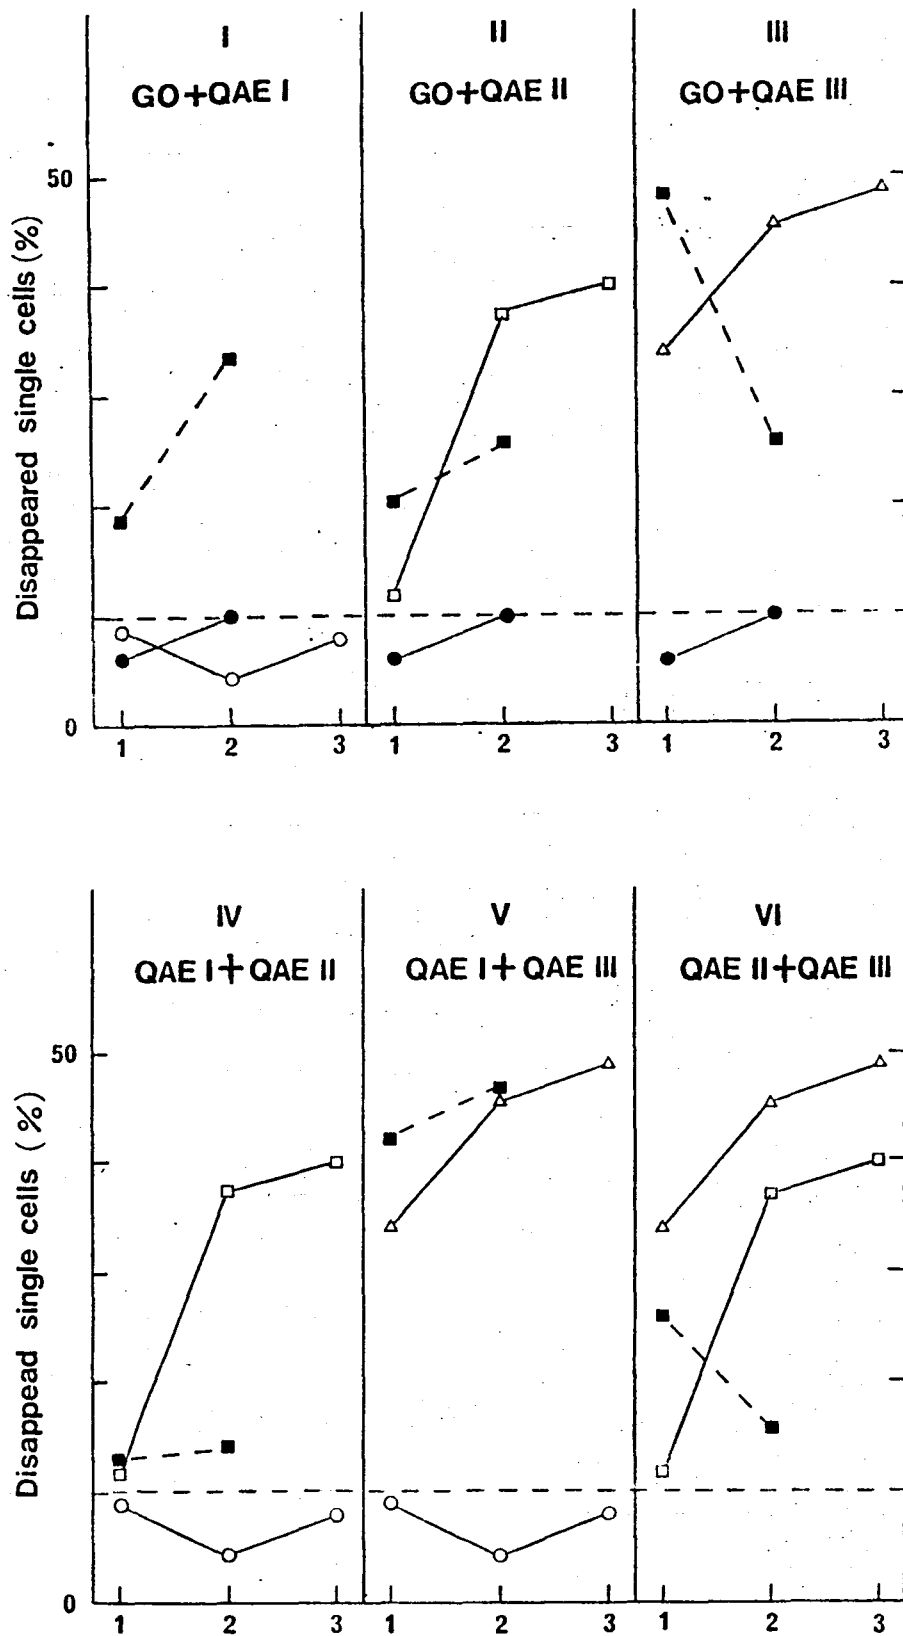 I
II
III
GO+QAE I
GO+QAE II
GO+QAE III
50
Disappeared single cells (%)
0
1 2 3
1 2 3
1 2 3
IV
V
VI
QAE I+QAE II
QAE I+QAE III
QAE II+QAE III
50
Disappead single cells (%)
0
1 2 3
1 2 3
1 2 3